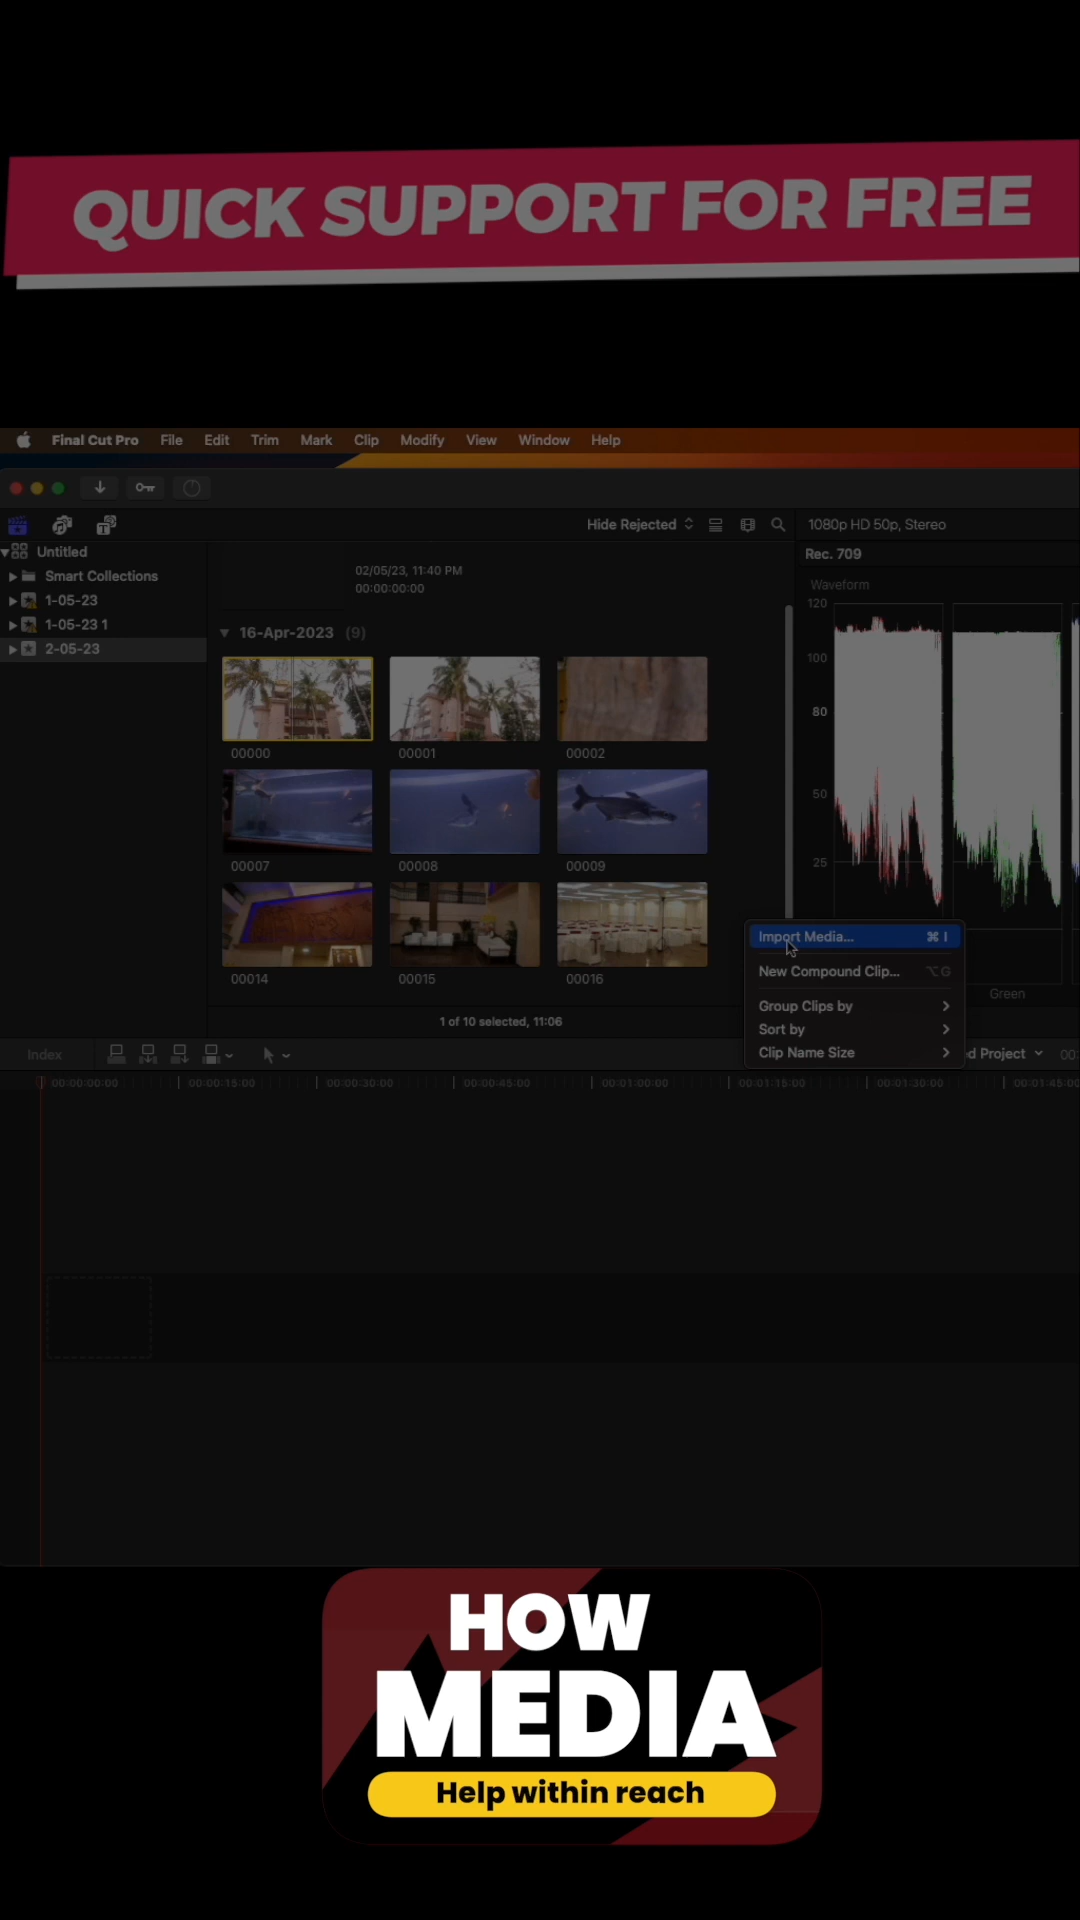 QUICK SUPPORT FOR FREE
Final Cut Pro File Edit Trim Mark Clip Modify View Window Help
Hide Rejected
1080p HD 50p, Stereo
Untitled
Smart Collections
1-05-23
1-05-23 1
2-05-23
02/05/23, 11:40 PM
00:00:00:00
16-Apr-2023 (9)
00000 00001 00002
00007 00008 00009
00014 00015 00016
1 of 10 selected, 11:06
Rec. 709
Waveform
120
100
80
50
25
Green
Import Media... ⌘ I
New Compound Clip... ⌥G
Group Clips by
Sort by
Clip Name Size
Index
d Project
00:
00:00:00:00 00:00:15:00 00:00:30:00 00:00:45:00 00:01:00:00 00:01:15:00 00:01:30:00 00:01:45:00
HOW
MEDIA
Help within reach